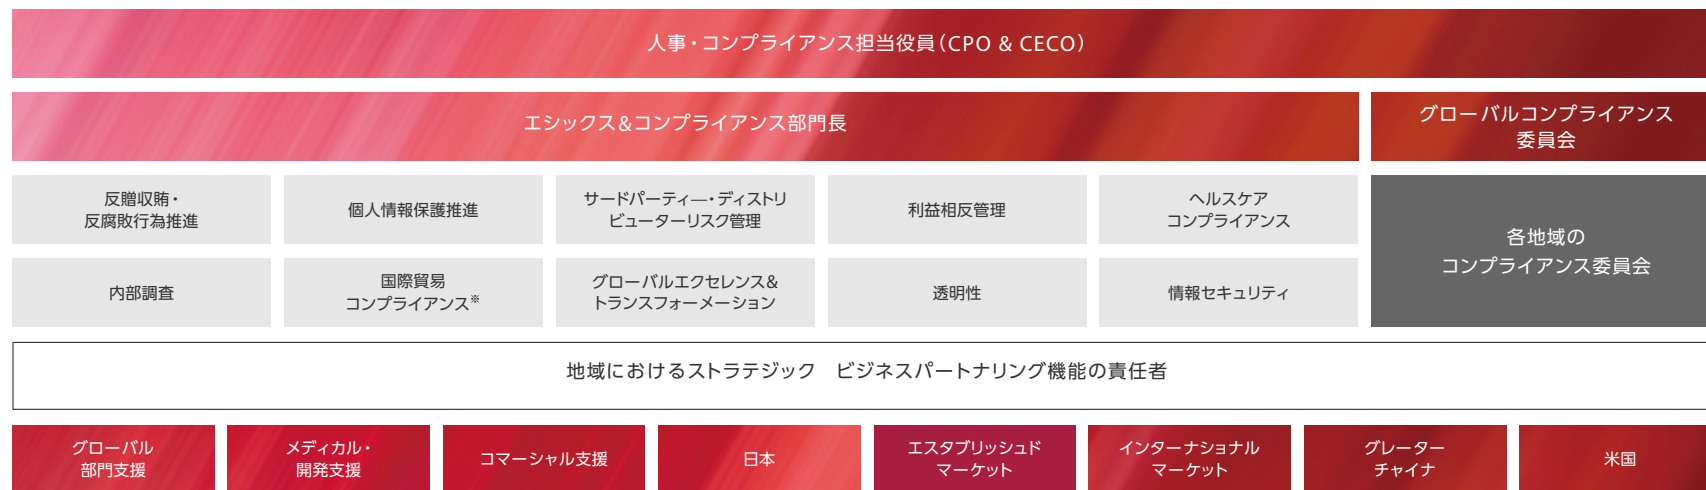 人事・コンプライアンス担当役員（CPO & CECO）
エシックス&コンプライアンス部門長
グローバルコンプライアンス
委員会
反贈収賄・
反腐敗行為推進
個人情報保護推進
サードパーティ―・ディストリ
ビューターリスク管理
利益相反管理
ヘルスケア
コンプライアンス
各地域の
コンプライアンス委員会
内部調査
国際貿易
コンプライアンス※
グローバルエクセレンス&
トランスフォーメーション
透明性
情報セキュリティ
地域におけるストラテジック　ビジネスパートナリング機能の責任者
グローバル
部門支援
メディカル・
開発支援
コマーシャル支援
日本
エスタブリッシュド
マーケット
インターナショナル
マーケット
グレーター
チャイナ
米国